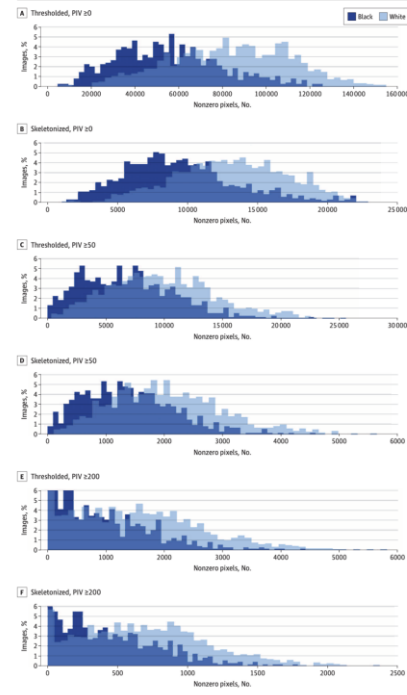 A Thresholded, PIV ≥0
Black White
Images, %
6
5
4
3
2
1
0
0 20000 40000 60000 80000 100000 120000 140000 160000
Nonzero pixels, No.
B Skeletonized, PIV ≥0
Images, %
6
5
4
3
2
1
0
0 5000 10000 15000 20000 25000
Nonzero pixels, No.
C Thresholded, PIV ≥50
Images, %
6
5
4
3
2
1
0
0 5000 10000 15000 20000 25000 30000
Nonzero pixels, No.
D Skeletonized, PIV ≥50
Images, %
6
5
4
3
2
1
0
0 1000 2000 3000 4000 5000 6000
Nonzero pixels, No.
E Thresholded, PIV ≥200
Images, %
6
5
4
3
2
1
0
0 1000 2000 3000 4000 5000 6000
Nonzero pixels, No.
F Skeletonized, PIV ≥200
Images, %
6
5
4
3
2
1
0
0 500 1000 1500 2000 2500
Nonzero pixels, No.